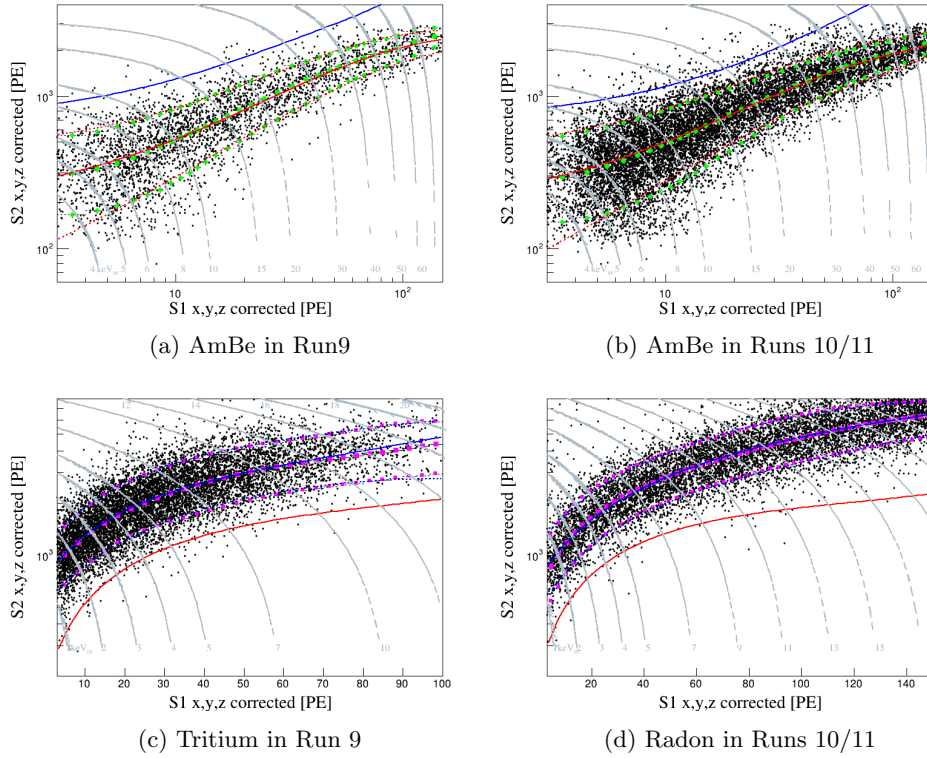 S2 x,y,z corrected [PE]
10³
10²
4 keVnr 5 6 8 10 15 20 30 40 50 60
10 10²
S1 x,y,z corrected [PE]
(a) AmBe in Run9
S2 x,y,z corrected [PE]
10³
10²
4 keVnr 5 6 8 10 15 20 30 40 50 60
10 10²
S1 x,y,z corrected [PE]
(b) AmBe in Runs 10/11
S2 x,y,z corrected [PE]
12 14 16 18 20
10³
1keVee 2 3 4 5 7 10
10 20 30 40 50 60 70 80 90 100
S1 x,y,z corrected [PE]
(c) Tritium in Run 9
S2 x,y,z corrected [PE]
10³
1keVee 2 3 4 5 7 9 11 13 15
20 40 60 80 100 120 140
S1 x,y,z corrected [PE]
(d) Radon in Runs 10/11